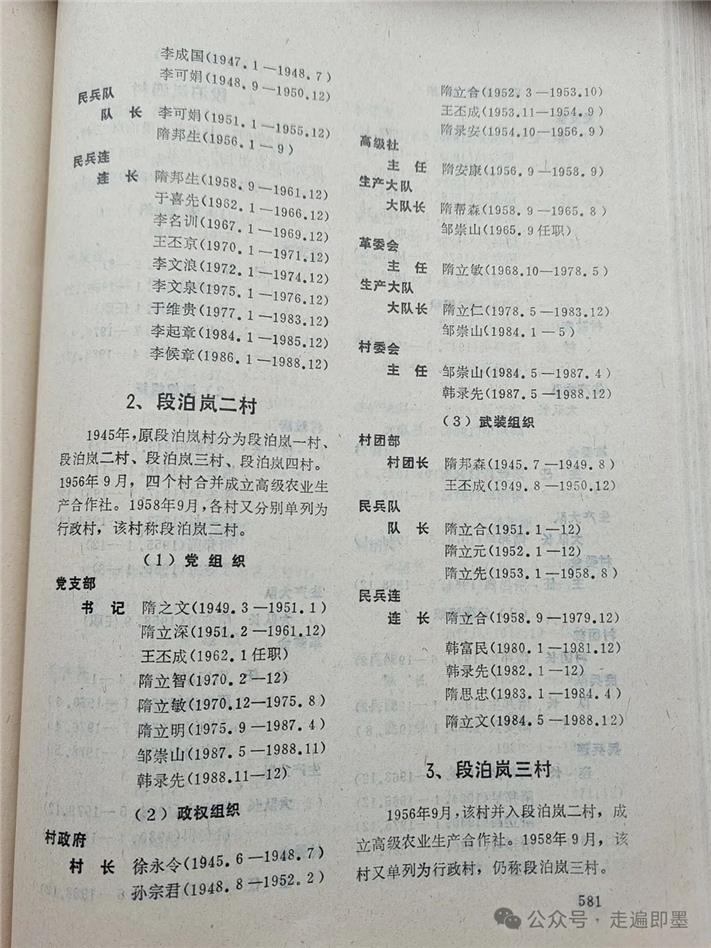 李成国(1947.1—1948.7)
李可娟(1948.9—1950.12)
民兵队
队 长 李可娟(1951.1—1955.12)
隋邦生(1956.1—9)
民兵连
连 长 隋邦生(1958.9—1961.12)
于喜先(1962.1—1966.12)
李名训(1967.1—1969.12)
王丕京(1970.1—1971.12)
李文浪(1972.1—1974.12)
李文泉(1975.1—1976.12)
于维贵(1977.1—1983.12)
李起章(1984.1—1985.12)
李候章(1986.1—1988.12)
2、段泊岚二村
1945年,原段泊岚村分为段泊岚一村、
段泊岚二村、段泊岚三村、段泊岚四村。
1956年9月,四个村合并成立高级农业生
产合作社。1958年9月,各村又分别单列为
行政村,该村称段泊岚二村。
(1)党组织
党支部
书 记 隋之文(1949.3—1951.1)
隋立深(1951.2—1961.12)
王丕成(1962.1任职)
隋立智(1970.2—12)
隋立敏(1970.12—1975.8)
隋立明(1975.9—1987.4)
邹崇山(1987.5—1988.11)
韩录先(1988.11—12)
(2)政权组织
村政府
村 长 徐永令(1945.6—1948.7)
孙宗君(1948.8—1952.2)
隋立合(1952.3—1953.10)
王丕成(1953.11—1954.9)
隋录安(1954.10—1956.9)
高级社
主 任 隋安康(1956.9—1958.9)
生产大队
大队长 隋帮森(1958.9—1965.8)
邹崇山(1965.9任职)
革委会
主 任 隋立敏(1968.10—1978.5)
生产大队
大队长 隋立仁(1978.5—1983.12)
邹崇山(1984.1—5)
村委会
主 任 邹崇山(1984.5—1987.4)
韩录先(1987.5—1988.12)
(3)武装组织
村团部
村团长 隋邦森(1945.7—1949.8)
王丕成(1949.8—1950.12)
民兵队
队 长 隋立合(1951.1—12)
隋立元(1952.1—12)
隋立先(1953.1—1958.8)
民兵连
连 长 隋立合(1958.9—1979.12)
韩富民(1980.1—1981.12)
韩录先(1982.1—12)
隋思忠(1983.1—1984.4)
隋立文(1984.5—1988.12)
3、段泊岚三村
1956年9月,该村并入段泊岚二村,成
立高级农业生产合作社。1958年9月,该
村又单列为行政村,仍称段泊岚三村。
581
公众号·走遍即墨